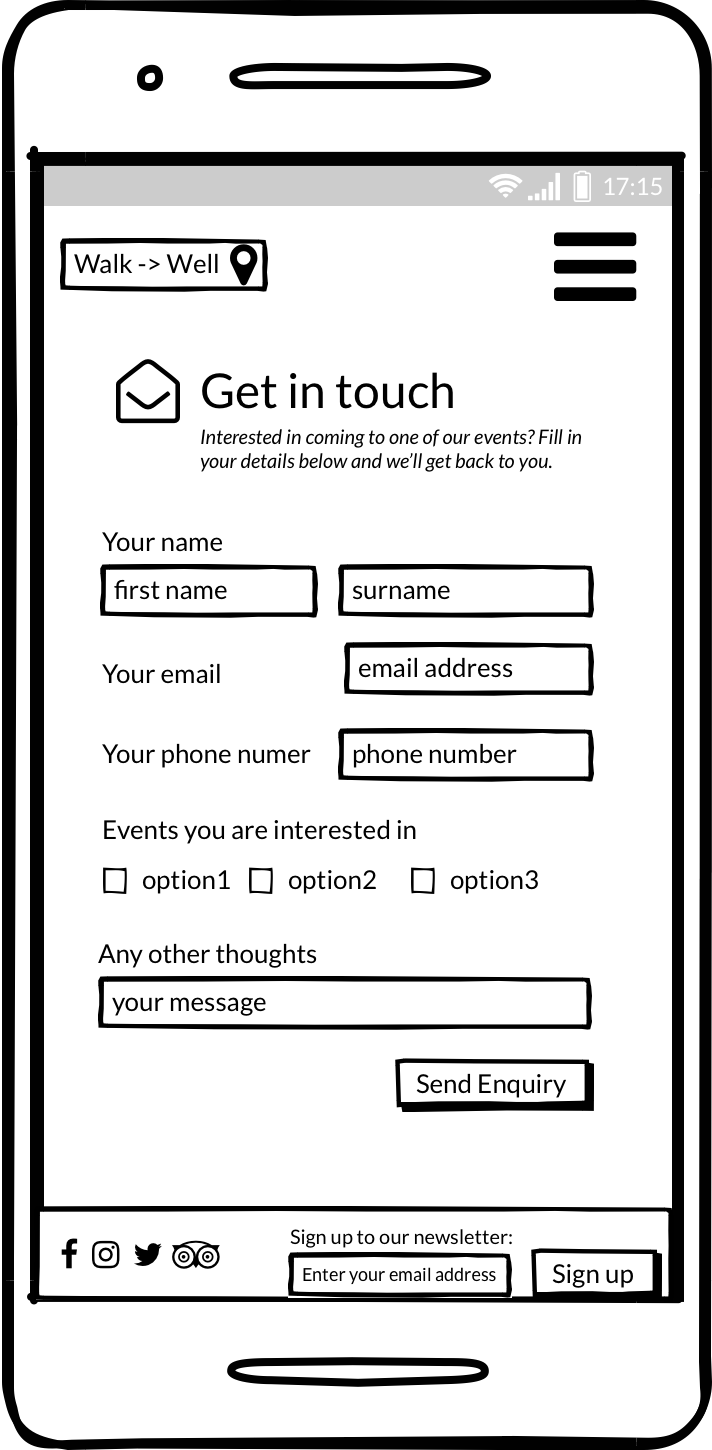 17:15
Walk -> Well
Get in touch
Interested in coming to one of our events? Fill in
your details below and we'll get back to you.
Your name
first name surname
Your email email address
Your phone numer phone number
Events you are interested in
option1 option2 option3
Any other thoughts
your message
Send Enquiry
Sign up to our newsletter:
Enter your email address Sign up